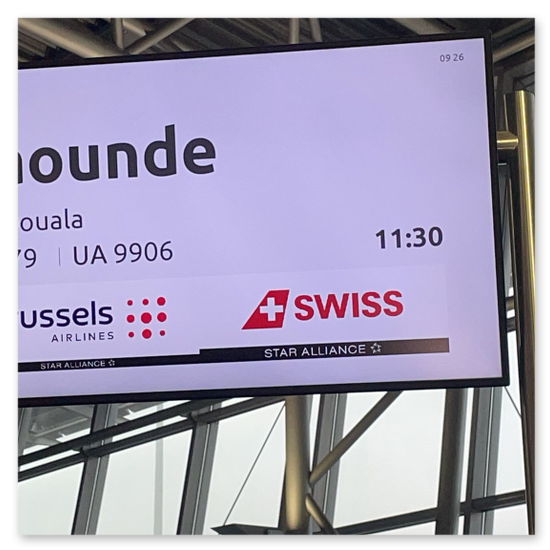 09 26
ounde
ouala
79 | UA 9906
11:30
ussels
AIRLINES
SWISS
STAR ALLIANCE
STAR ALLIANCE